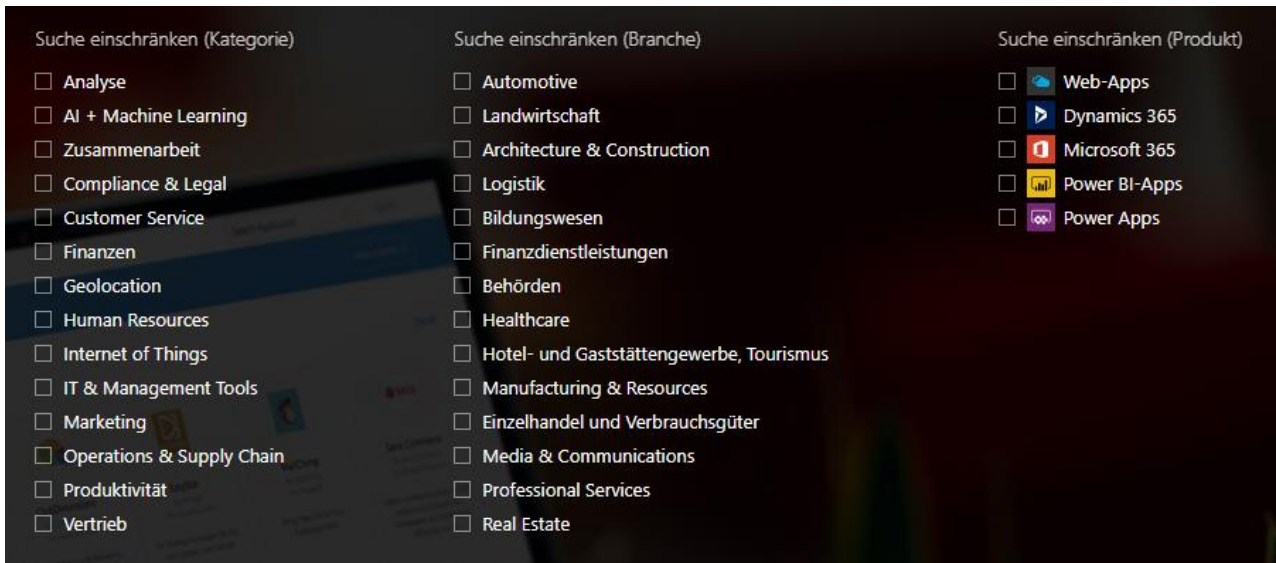 Suche einschränken (Kategorie)
Analyse
AI + Machine Learning
Zusammenarbeit
Compliance & Legal
Customer Service
Finanzen
Geolocation
Human Resources
Internet of Things
IT & Management Tools
Marketing
Operations & Supply Chain
Produktivität
Vertrieb
Suche einschränken (Branche)
Automotive
Landwirtschaft
Architecture & Construction
Logistik
Bildungswesen
Finanzdienstleistungen
Behörden
Healthcare
Hotel- und Gaststättengewerbe, Tourismus
Manufacturing & Resources
Einzelhandel und Verbrauchsgüter
Media & Communications
Professional Services
Real Estate
Suche einschränken (Produkt)
Web-Apps
Dynamics 365
Microsoft 365
Power BI-Apps
Power Apps